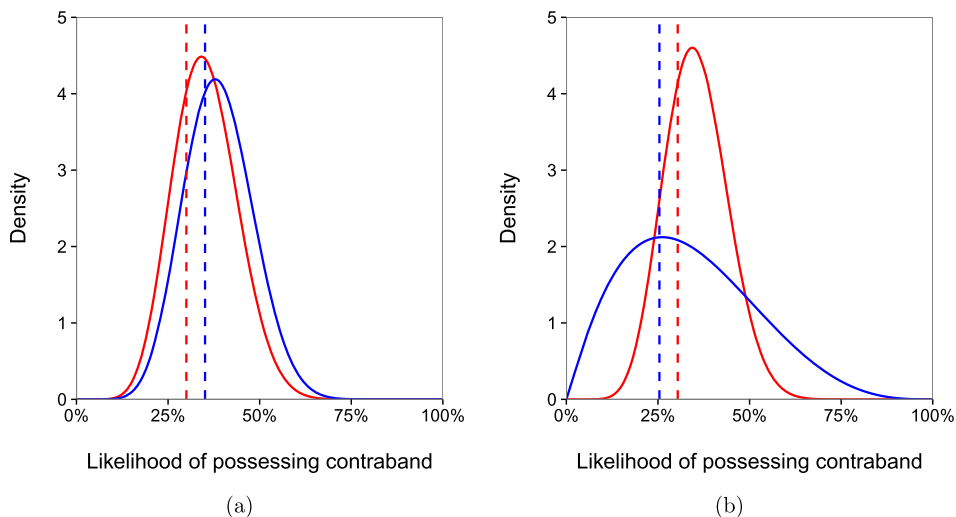 5
4
3
2
1
0
Density
0% 25% 50% 75% 100%
Likelihood of possessing contraband
(a)
5
4
3
2
1
0
Density
0% 25% 50% 75% 100%
Likelihood of possessing contraband
(b)